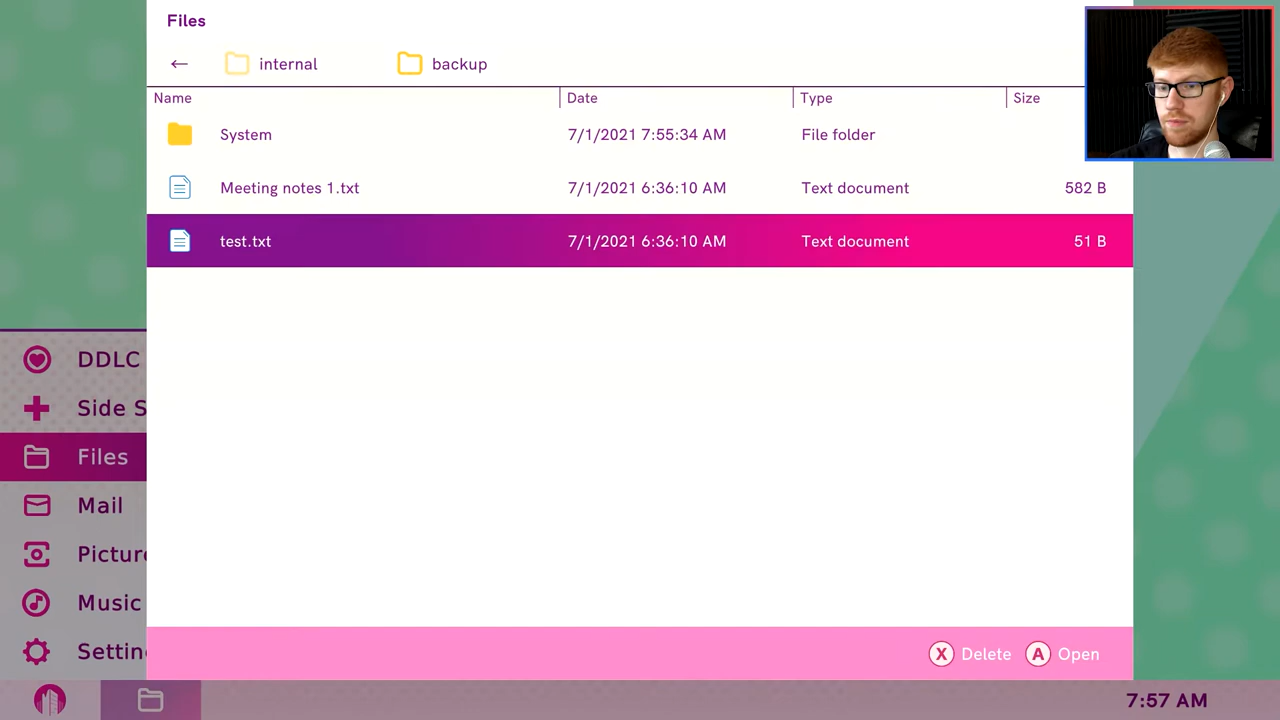 Files
← internal backup
Name Date Type Size
System 7/1/2021 7:55:34 AM File folder
Meeting notes 1.txt 7/1/2021 6:36:10 AM Text document 582 B
test.txt 7/1/2021 6:36:10 AM Text document 51 B
DDLC
Side S
Files
Mail
Picture
Music
Settin
X Delete A Open
7:57 AM